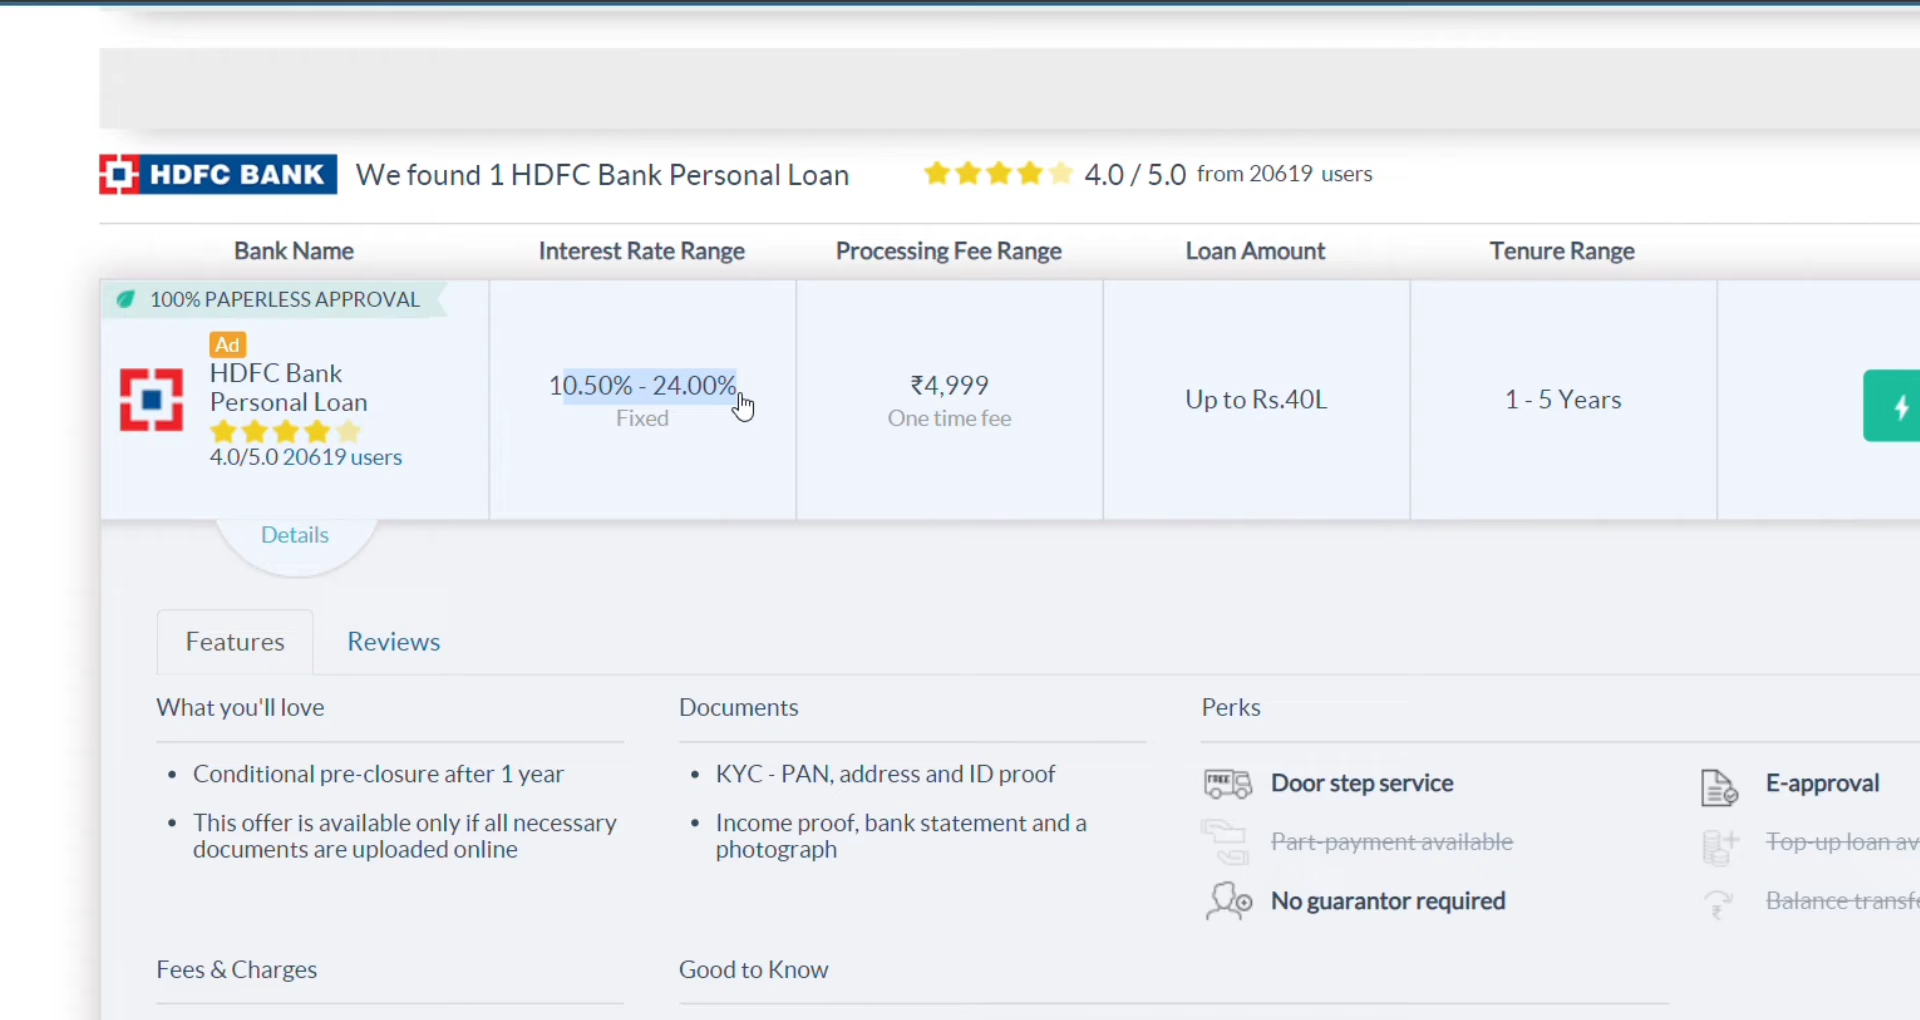 HDFC BANK We found 1 HDFC Bank Personal Loan 4.0 / 5.0 from 20619 users
Bank Name Interest Rate Range Processing Fee Range Loan Amount Tenure Range
100% PAPERLESS APPROVAL
Ad
HDFC Bank
Personal Loan
4.0/5.0 20619 users
10.50% - 24.00%
Fixed
₹4,999
One time fee
Up to Rs.40L
1 - 5 Years
Details
Features Reviews
What you'll love
Conditional pre-closure after 1 year
This offer is available only if all necessary
documents are uploaded online
Documents
KYC - PAN, address and ID proof
Income proof, bank statement and a
photograph
Perks
FREE Door step service
E-approval
Part-payment available
Top-up loan
No guarantor required
Balance
Fees & Charges
Good to Know